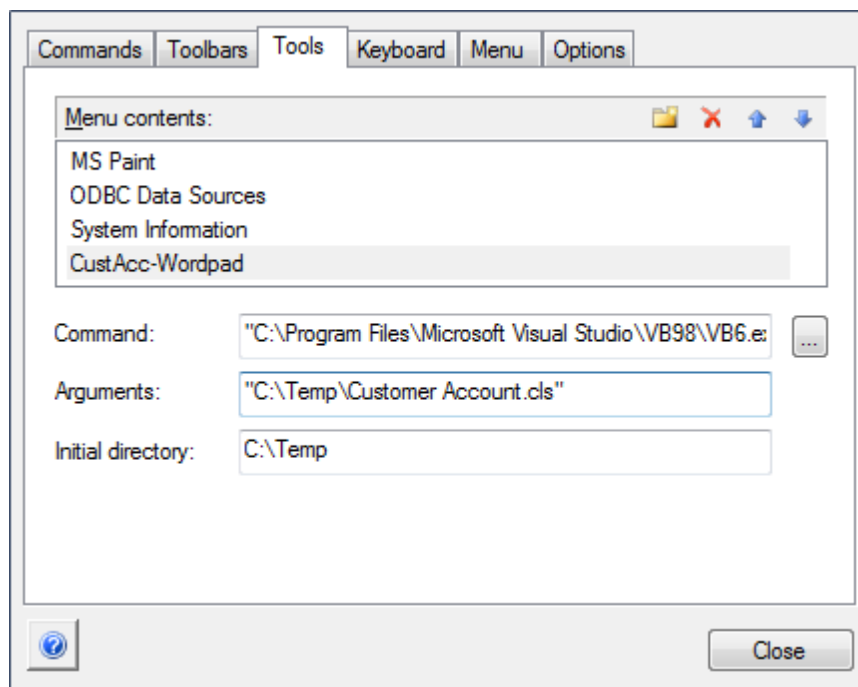 Commands Toolbars Tools Keyboard Menu Options
Menu contents:
MS Paint
ODBC Data Sources
System Information
CustAcc-Wordpad
Command: "C:\Program Files\Microsoft Visual Studio\VB98\VB6.ex ...
Arguments: "C:\Temp\Customer Account.cls"
Initial directory: C:\Temp
? Close